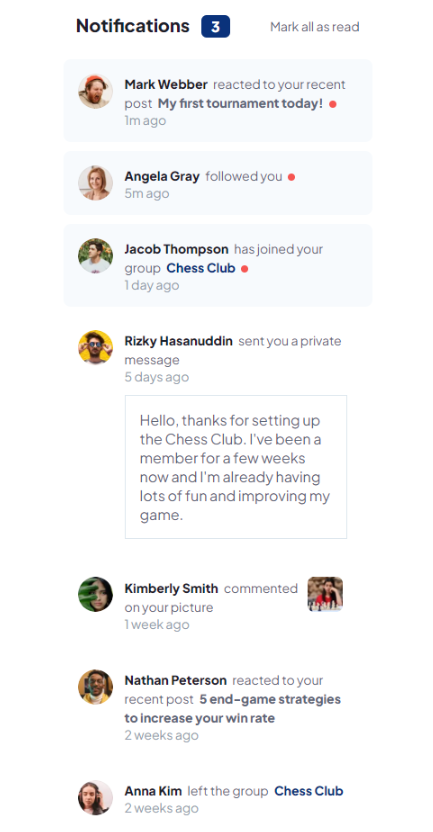 Notifications 3 Mark all as read
Mark Webber reacted to your recent
post My first tournament today!
1m ago
Angela Gray followed you
5m ago
Jacob Thompson has joined your
group Chess Club
1 day ago
Rizky Hasanuddin sent you a private
message
5 days ago
Hello, thanks for setting up
the Chess Club. I've been a
member for a few weeks
now and I'm already having
lots of fun and improving my
game.
Kimberly Smith commented
on your picture
1 week ago
Nathan Peterson reacted to your
recent post 5 end-game strategies
to increase your win rate
2 weeks ago
Anna Kim left the group Chess Club
2 weeks ago